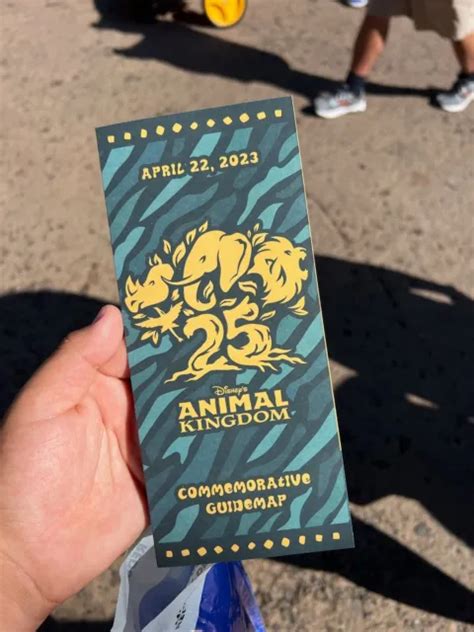 APRIL 22, 2023
25
Disney's
ANIMAL
KINGDOM
COMMEMORATIVE
GUIDEMAP